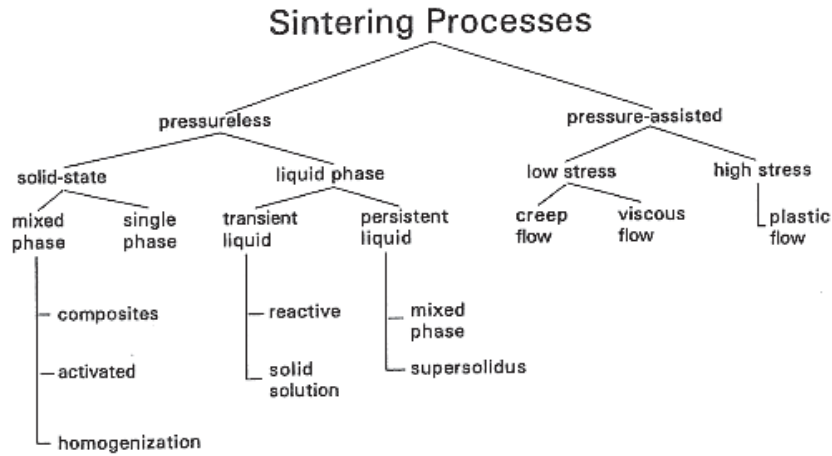 Sintering Processes
pressureless
pressure-assisted
solid-state
liquid phase
low stress
high stress
mixed
phase
single
phase
transient
liquid
persistent
liquid
creep
flow
viscous
flow
plastic
flow
composites
activated
homogenization
reactive
solid
solution
mixed
phase
supersolidus